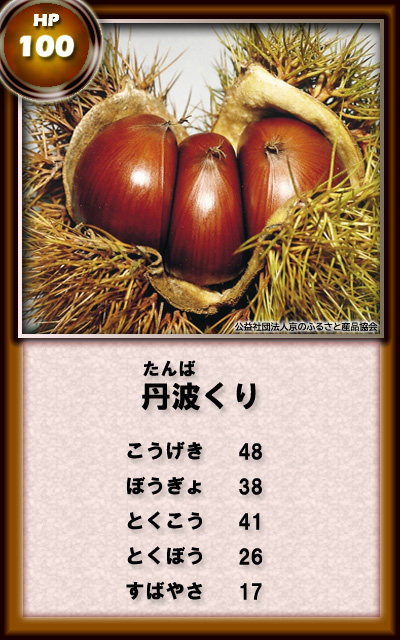 HP
100
公益社団法人京のふるさと産品協会
たんば
丹波くり
こうげき 48
ぼうぎょ 38
とくこう 41
とくぼう 26
すばやさ 17